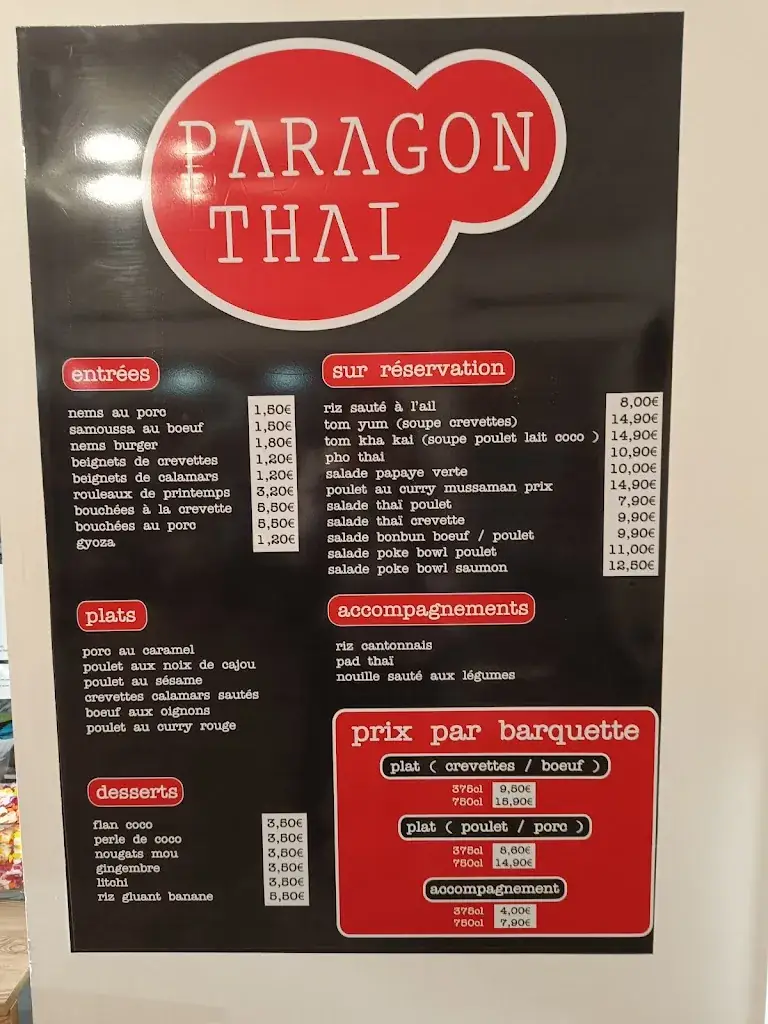 PARAGON
THAI
entrées
nems au porc 1,50€
samoussa au boeuf 1,50€
nems burger 1,80€
beignets de crevettes 1,20€
beignets de calamars 1,20€
rouleaux de printemps 3,20€
bouchées à la crevette 5,50€
bouchées au porc 5,50€
gyoza 1,20€
sur réservation
riz sauté à l'ail 8,00€
tom yum (soupe crevettes) 14,90€
tom kha kai (soupe poulet lait coco ) 14,90€
pho thai 10,90€
salade papaye verte 10,00€
poulet au curry mussaman prix 14,90€
salade thaï poulet 7,90€
salade thaï crevette 9,90€
salade bonbun boeuf / poulet 9,90€
salade poke bowl poulet 11,00€
salade poke bowl saumon 12,50€
plats
porc au caramel
poulet aux noix de cajou
poulet au sésame
crevettes calamars sautés
boeuf aux oignons
poulet au curry rouge
accompagnements
riz cantonnais
pad thaï
nouille sauté aux légumes
desserts
flan coco 3,50€
perle de coco 3,50€
nougats mou 3,50€
gingembre 3,50€
litchi 3,50€
riz gluant banane 5,50€
prix par barquette
plat ( crevettes / boeuf )
375cl 9,50€
750cl 15,90€
plat ( poulet / porc )
375cl 8,60€
750cl 14,90€
accompagnement
375cl 4,00€
750cl 7,90€